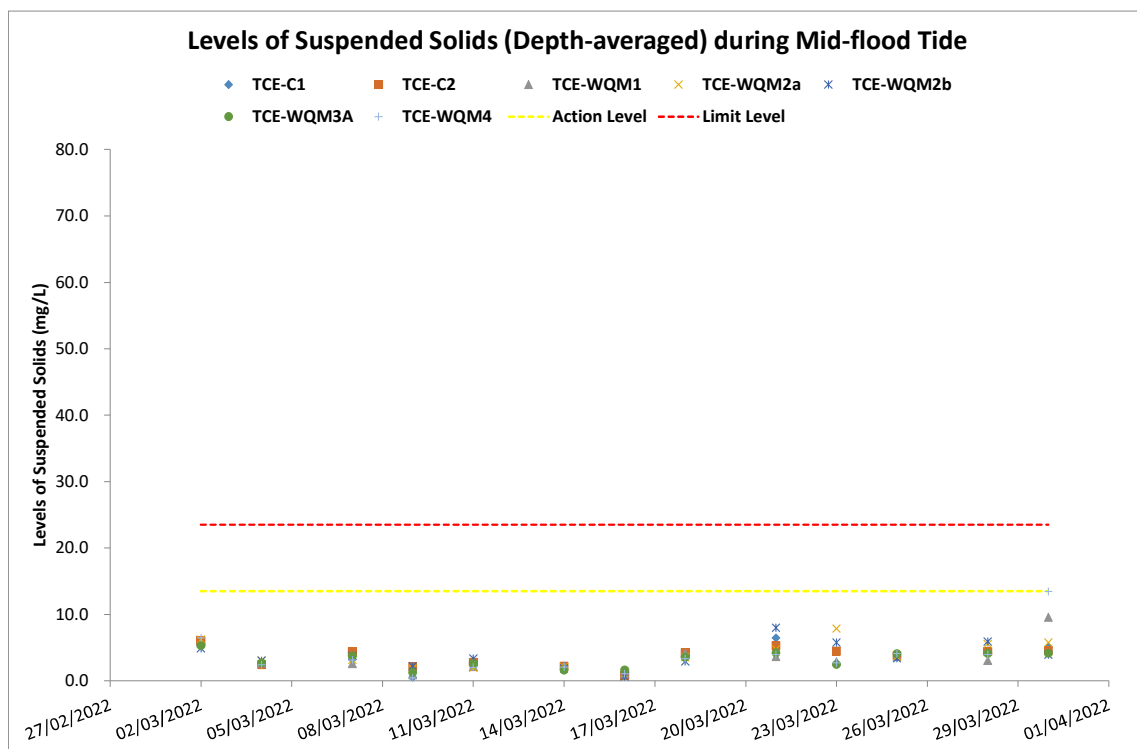 Levels of Suspended Solids (Depth-averaged) during Mid-flood Tide
TCE-C1 TCE-C2 TCE-WQM1 TCE-WQM2a TCE-WQM2b
TCE-WQM3A TCE-WQM4 Action Level Limit Level
Levels of Suspended Solids (mg/L)
80.0
70.0
60.0
50.0
40.0
30.0
20.0
10.0
0.0
27/02/2022 02/03/2022 05/03/2022 08/03/2022 11/03/2022 14/03/2022 17/03/2022 20/03/2022 23/03/2022 26/03/2022 29/03/2022 01/04/2022